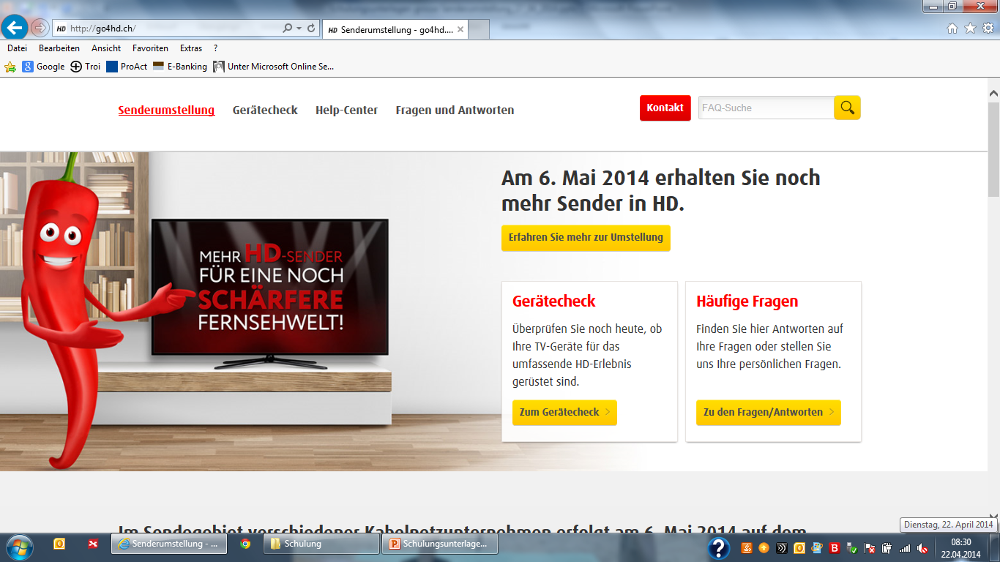 http://go4hd.ch/
HD Senderumstellung - go4hd....
Datei Bearbeiten Ansicht Favoriten Extras ?
Google Troi ProAct E-Banking Unter Microsoft Online Se...
Senderumstellung Gerätecheck Help-Center Fragen und Antworten
Kontakt FAQ-Suche
Am 6. Mai 2014 erhalten Sie noch
mehr Sender in HD.
Erfahren Sie mehr zur Umstellung
MEHR HD-SENDER
FÜR EINE NOCH
SCHÄRFERE
FERNSEHWELT!
Gerätecheck
Überprüfen Sie noch heute, ob
Ihre TV-Geräte für das
umfassende HD-Erlebnis
gerüstet sind.
Zum Gerätecheck
Häufige Fragen
Finden Sie hier Antworten auf
Ihre Fragen oder stellen Sie
uns Ihre persönlichen Fragen.
Zu den Fragen/Antworten
Im Sendegebiet verschiedener Kabelnetzunternehmen erfolgt am 6. Mai 2014 auf dem
Dienstag, 22. April 2014
Senderumstellung - ... Schulung Schulungsunterlage...
08:30
22.04.2014